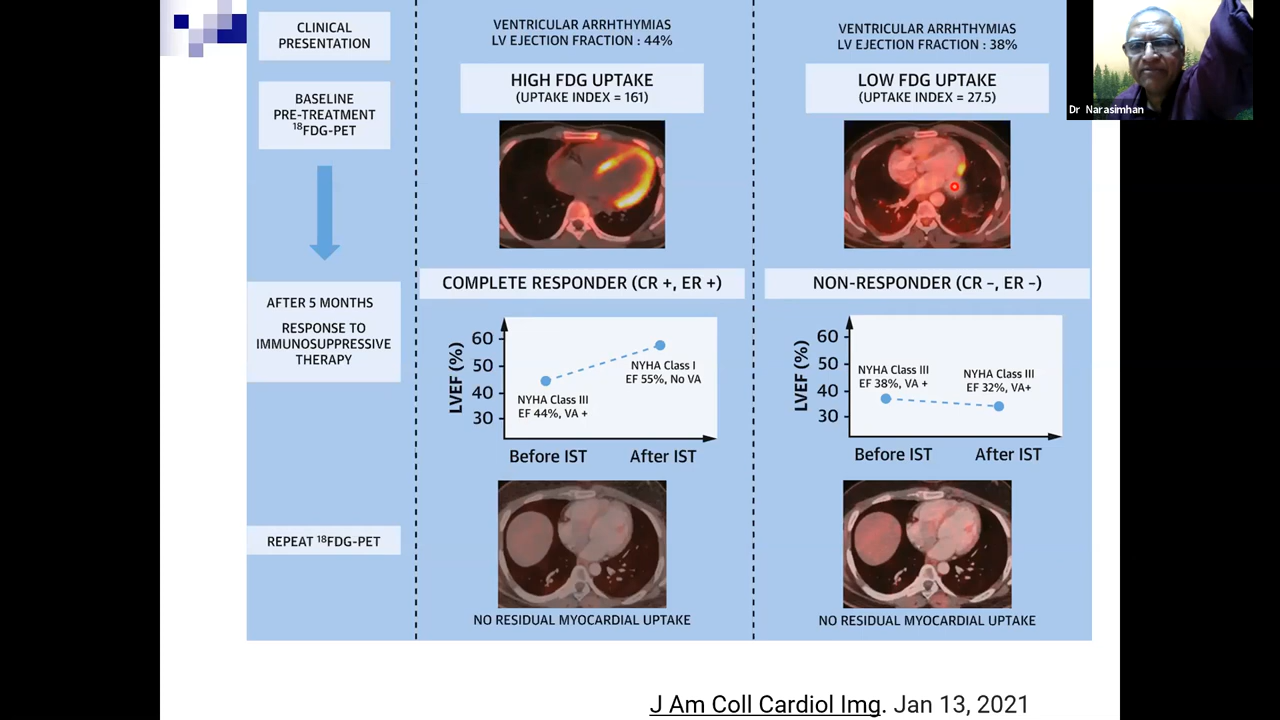 CLINICAL
PRESENTATION
VENTRICULAR ARRHYTHMIAS
LV EJECTION FRACTION : 44%
VENTRICULAR ARRHYTHMIAS
LV EJECTION FRACTION : 38%
BASELINE
PRE-TREATMENT
¹⁸FDG-PET
HIGH FDG UPTAKE
(UPTAKE INDEX = 161)
LOW FDG UPTAKE
(UPTAKE INDEX = 27.5)
Dr Narasimhan
AFTER 5 MONTHS
RESPONSE TO
IMMUNOSUPPRESSIVE
THERAPY
COMPLETE RESPONDER (CR +, ER +)
LVEF (%)
60
50
40
30
NYHA Class III
EF 44%, VA +
NYHA Class I
EF 55%, No VA
Before IST
After IST
NON-RESPONDER (CR –, ER –)
LVEF (%)
60
50
40
30
NYHA Class III
EF 38%, VA +
NYHA Class III
EF 32%, VA+
Before IST
After IST
REPEAT ¹⁸FDG-PET
NO RESIDUAL MYOCARDIAL UPTAKE
NO RESIDUAL MYOCARDIAL UPTAKE
J Am Coll Cardiol Img. Jan 13, 2021